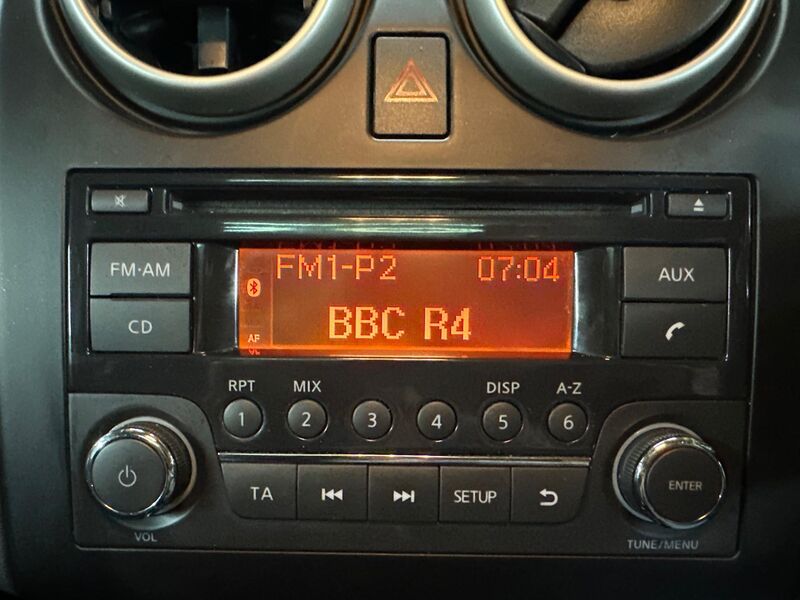 FM·AM
CD
FM1-P2 07:04
AF
BBC R4
AUX
RPT MIX DISP A-Z
1 2 3 4 5 6
TA SETUP ENTER
VOL TUNE/MENU